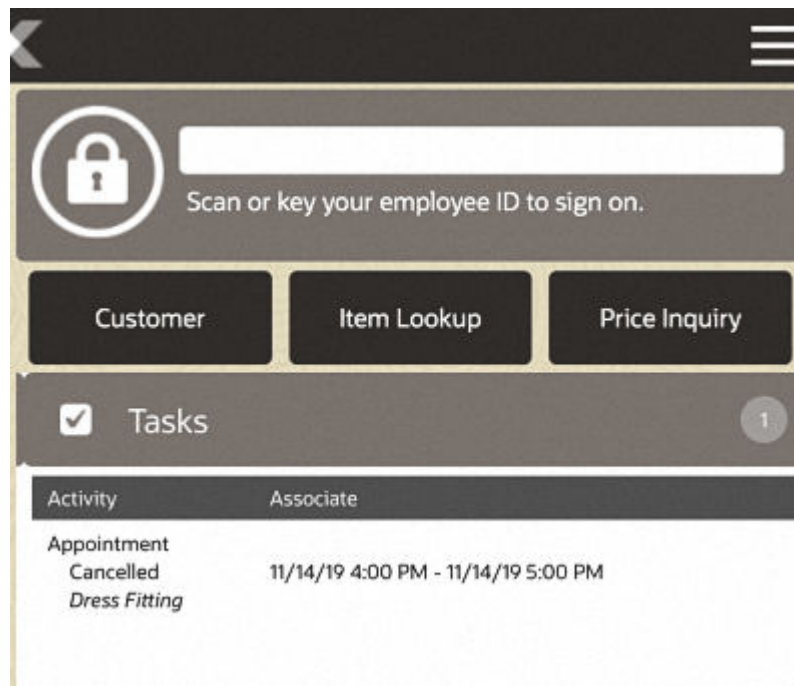 Scan or key your employee ID to sign on.
Customer Item Lookup Price Inquiry
Tasks 1
Activity Associate
Appointment
Cancelled 11/14/19 4:00 PM - 11/14/19 5:00 PM
Dress Fitting